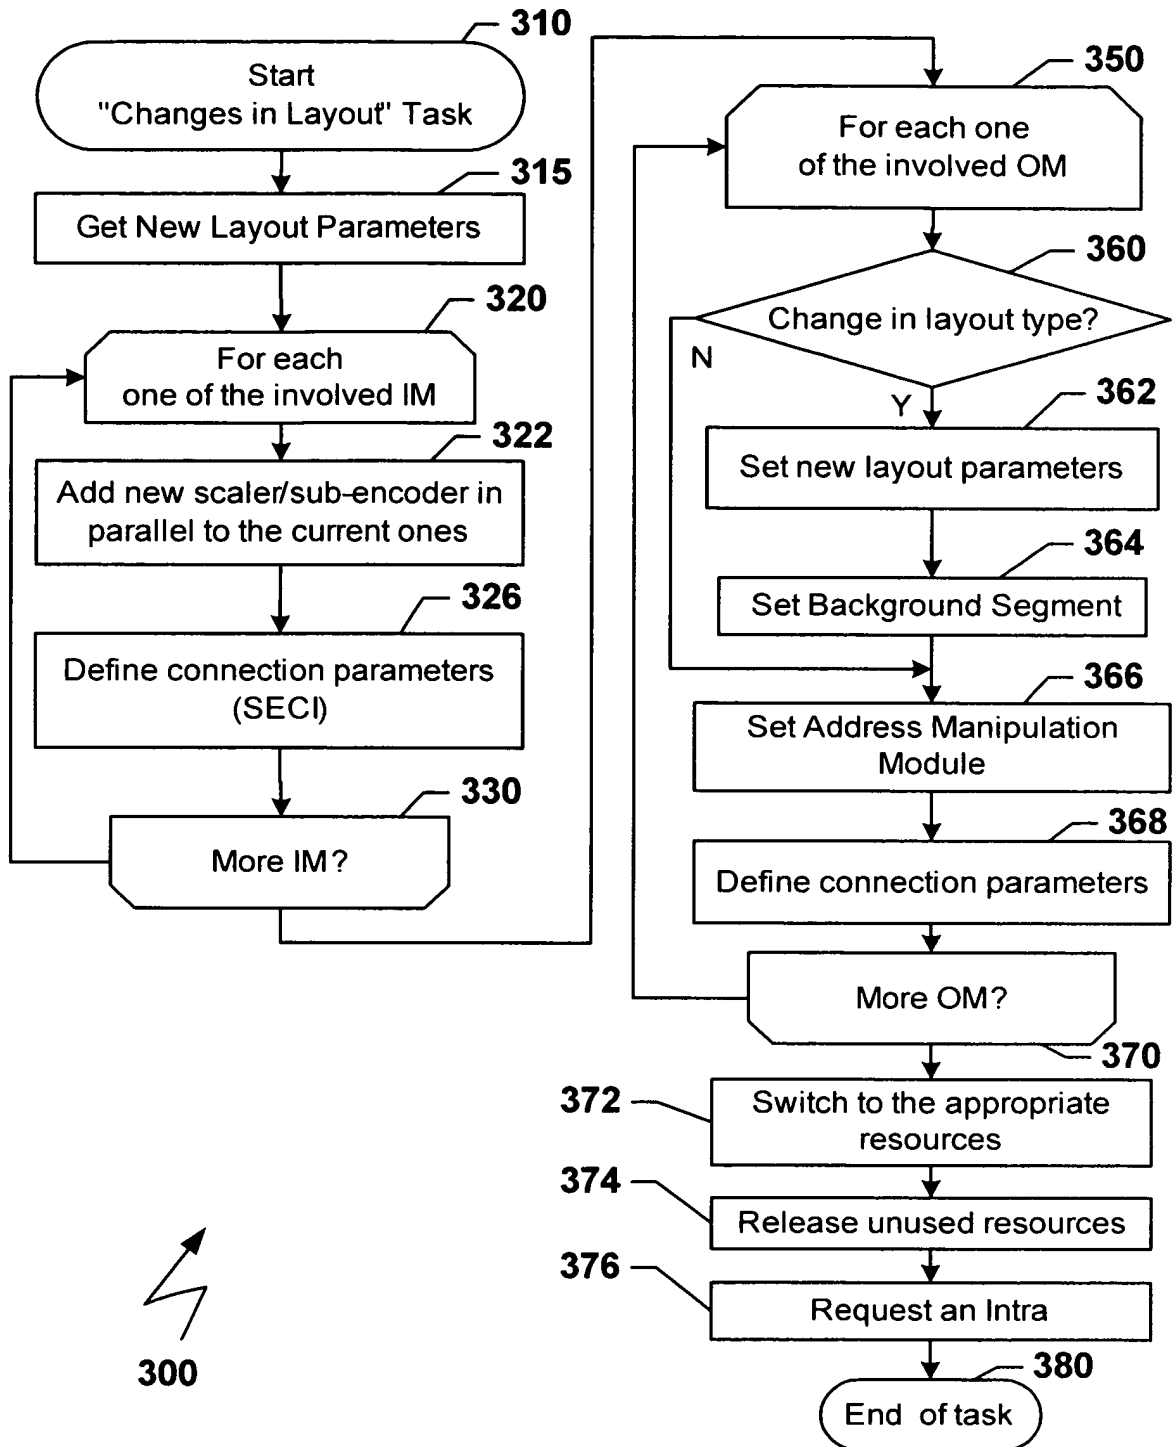 310
Start
"Changes in Layout" Task
315
Get New Layout Parameters
320
For each
one of the involved IM
322
Add new scaler/sub-encoder in
parallel to the current ones
326
Define connection parameters
(SECI)
330
More IM?
350
For each one
of the involved OM
360
Change in layout type?
N
Y
362
Set new layout parameters
364
Set Background Segment
366
Set Address Manipulation
Module
368
Define connection parameters
More OM?
370
372
Switch to the appropriate
resources
374
Release unused resources
376
Request an Intra
380
End of task
300